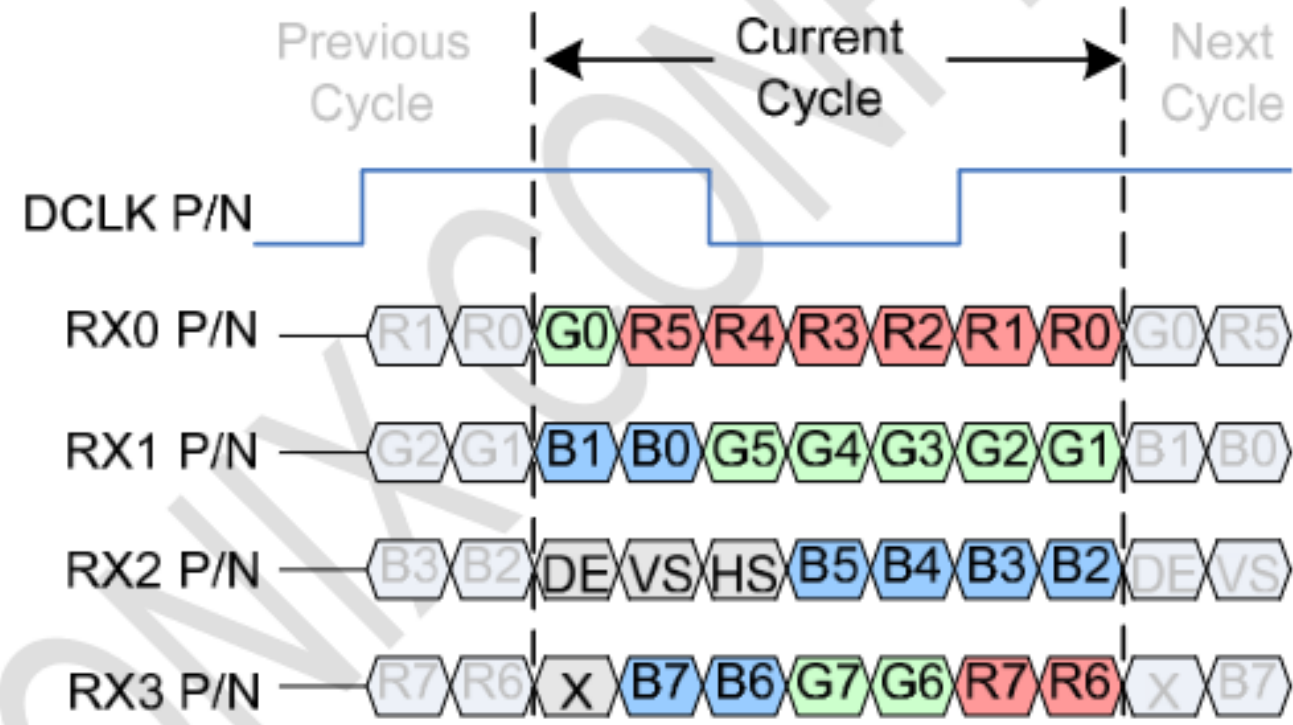 Previous Cycle
Current Cycle
Next Cycle
DCLK P/N
RX0 P/N R1 R0 G0 R5 R4 R3 R2 R1 R0 G0 R5
RX1 P/N G2 G1 B1 B0 G5 G4 G3 G2 G1 B1 B0
RX2 P/N B3 B2 DE VS HS B5 B4 B3 B2 DE VS
RX3 P/N R7 R6 X B7 B6 G7 G6 R7 R6 X B7